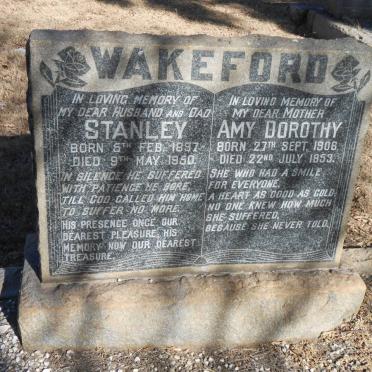 WAKEFORD
IN LOVING MEMORY OF
MY DEAR HUSBAND AND DAD
STANLEY
BORN 5TH FEB. 1897.
DIED 9TH MAY. 1950.
IN SILENCE HE SUFFERED
WITH PATIENCE HE BORE,
TILL GOD CALLED HIM HOME
TO SUFFER NO MORE.
HIS PRESENCE ONCE OUR
DEAREST PLEASURE, HIS
MEMORY NOW OUR DEAREST
TREASURE.
IN LOVING MEMORY OF
MY DEAR MOTHER
AMY DOROTHY
BORN 27TH SEPT. 1908.
DIED 22ND JULY 1953.
SHE WHO HAD A SMILE
FOR EVERYONE,
A HEART AS GOOD AS GOLD.
NO ONE KNEW HOW MUCH
SHE SUFFERED,
BECAUSE SHE NEVER TOLD.